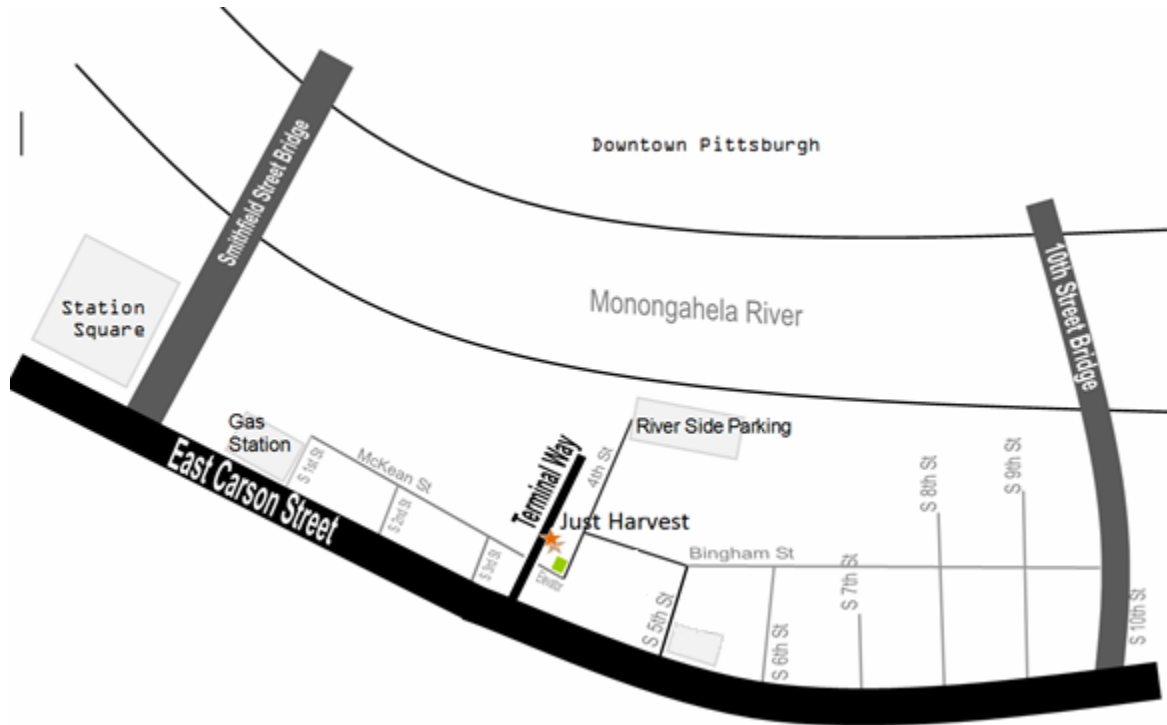 Downtown Pittsburgh
Smithfield Street Bridge
10th Street Bridge
Station
Square
Monongahela River
Gas
Station
River Side Parking
East Carson Street
McKean St
S 1st St
S 2nd St
S 3rd St
Terminal Way
4th St
Just Harvest
Elevator
Bingham St
S 5th St
S 6th St
S 7th St
S 8th St
S 9th St
S 10th St